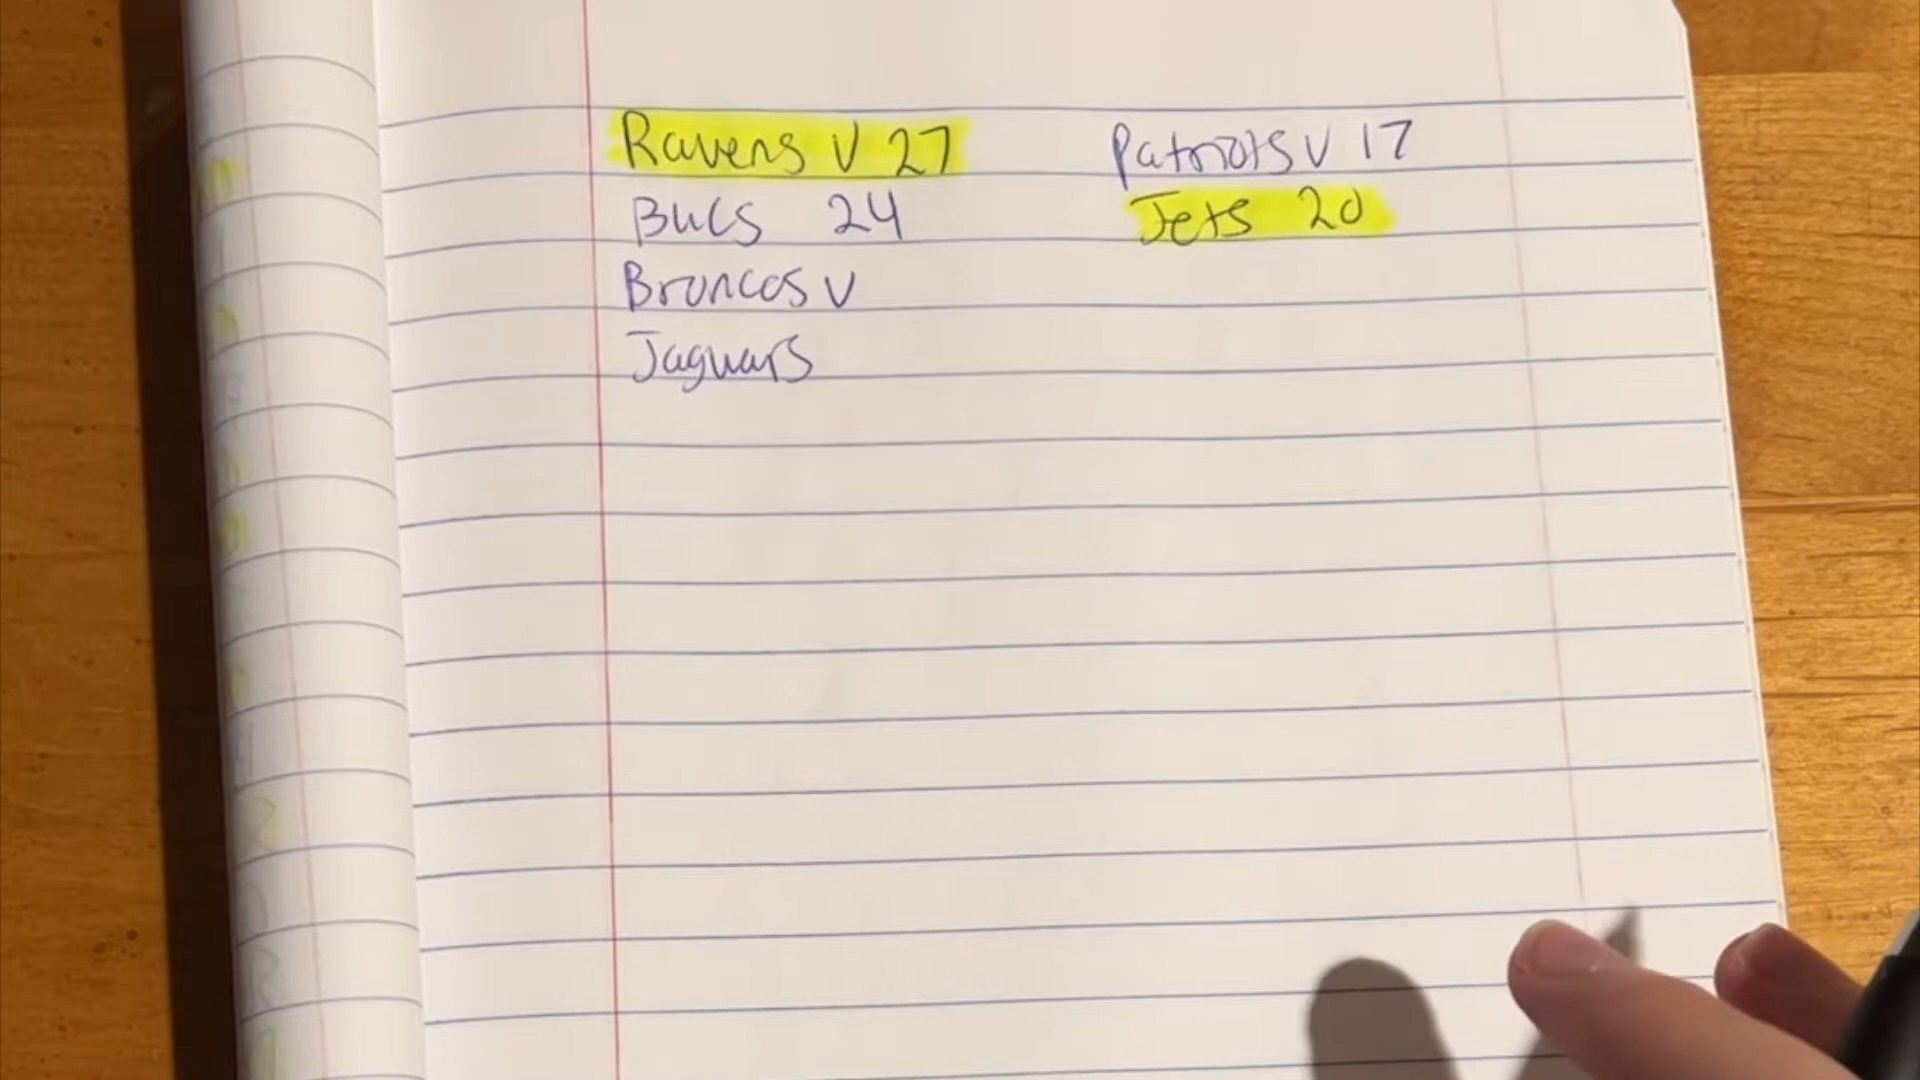 Ravens v 27
Bucs 24
Broncos v
Jaguars
Patriots v 17
Jets 20